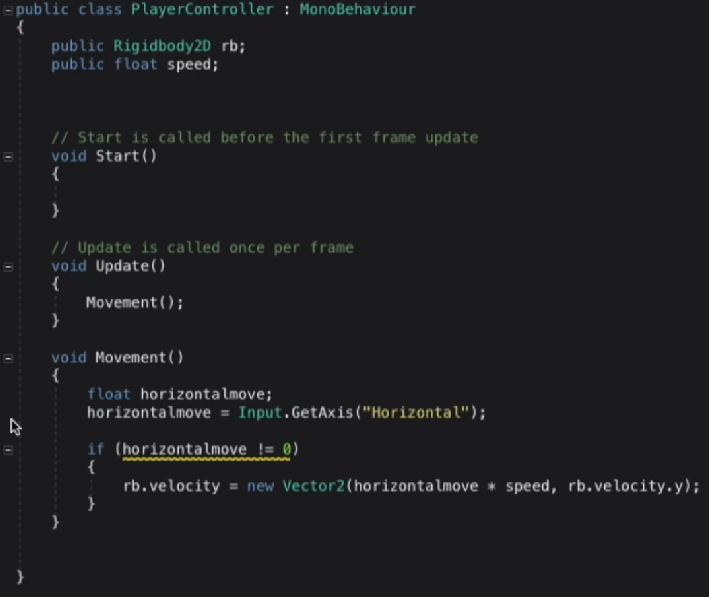 public class PlayerController : MonoBehaviour
{
public Rigidbody2D rb;
public float speed;
// Start is called before the first frame update
void Start()
{
}
// Update is called once per frame
void Update()
{
Movement();
}
void Movement()
{
float horizontalmove;
horizontalmove = Input.GetAxis("Horizontal");
if (horizontalmove != 0)
{
rb.velocity = new Vector2(horizontalmove * speed, rb.velocity.y);
}
}
}